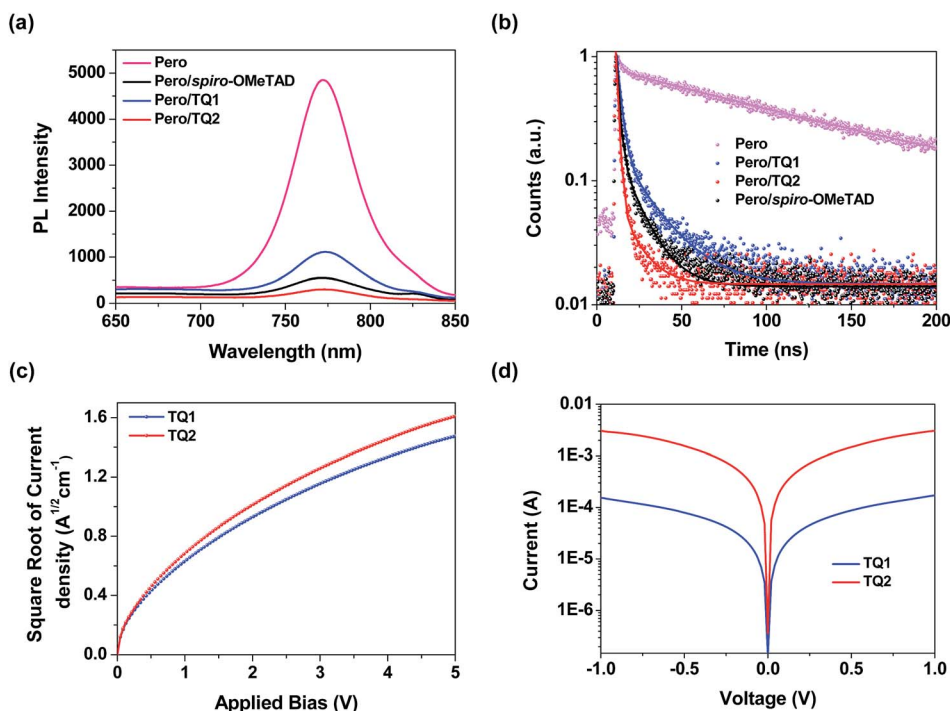 (a)
PL Intensity
5000
4000
3000
2000
1000
0
Pero
Pero/spiro-OMeTAD
Pero/TQ1
Pero/TQ2
650
700
750
800
850
Wavelength (nm)
(b)
Counts (a.u.)
1
0.1
0.01
Pero
Pero/TQ1
Pero/TQ2
Pero/spiro-OMeTAD
0
50
100
150
200
Time (ns)
(c)
Square Root of Current
density (A^{1/2}cm^{-1})
1.6
1.2
0.8
0.4
0.0
TQ1
TQ2
0
1
2
3
4
5
Applied Bias (V)
(d)
Current (A)
0.01
1E-3
1E-4
1E-5
1E-6
TQ1
TQ2
-1.0
-0.5
0.0
0.5
1.0
Voltage (V)